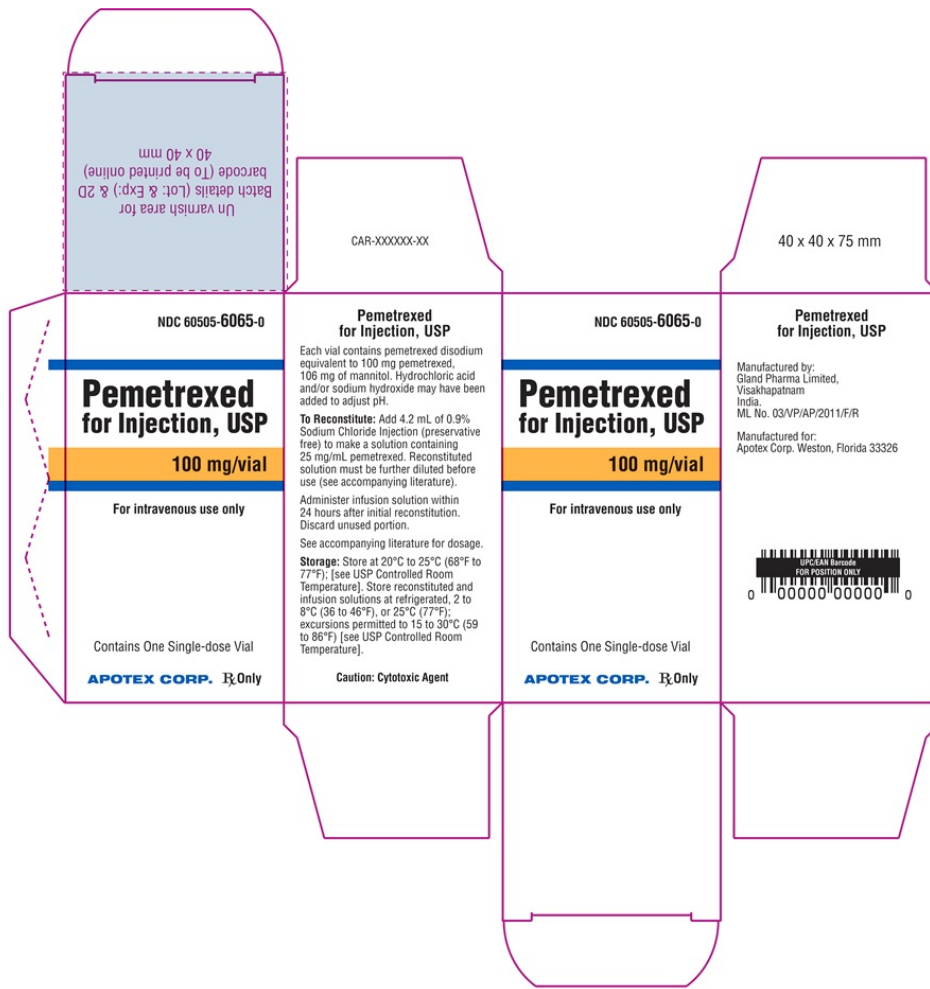 Un varnish area for
Batch details (Lot: & Exp:) & 2D
barcode (To be printed online)
40 x 40 mm
CAR-XXXXXX-XX
40 x 40 x 75 mm
NDC 60505-6065-0
Pemetrexed
for Injection, USP
100 mg/vial
For intravenous use only
Contains One Single-dose Vial
APOTEX CORP. ℞ Only
Pemetrexed
for Injection, USP
Each vial contains pemetrexed disodium
equivalent to 100 mg pemetrexed,
106 mg of mannitol. Hydrochloric acid
and/or sodium hydroxide may have been
added to adjust pH.
To Reconstitute: Add 4.2 mL of 0.9%
Sodium Chloride Injection (preservative
free) to make a solution containing
25 mg/mL pemetrexed. Reconstituted
solution must be further diluted before
use (see accompanying literature).
Administer infusion solution within
24 hours after initial reconstitution.
Discard unused portion.
See accompanying literature for dosage.
Storage: Store at 20°C to 25°C (68°F to
77°F); [see USP Controlled Room
Temperature]. Store reconstituted and
infusion solutions at refrigerated, 2 to
8°C (36 to 46°F), or 25°C (77°F);
excursions permitted to 15 to 30°C (59
to 86°F) [see USP Controlled Room
Temperature].
Caution: Cytotoxic Agent
NDC 60505-6065-0
Pemetrexed
for Injection, USP
100 mg/vial
For intravenous use only
Contains One Single-dose Vial
APOTEX CORP. ℞ Only
Pemetrexed
for Injection, USP
Manufactured by:
Gland Pharma Limited,
Visakhapatnam
India.
ML No. 03/VP/AP/2011/F/R
Manufactured for:
Apotex Corp. Weston, Florida 33326
UPC/EAN Barcode
FOR POSITION ONLY
0 00000 00000 0